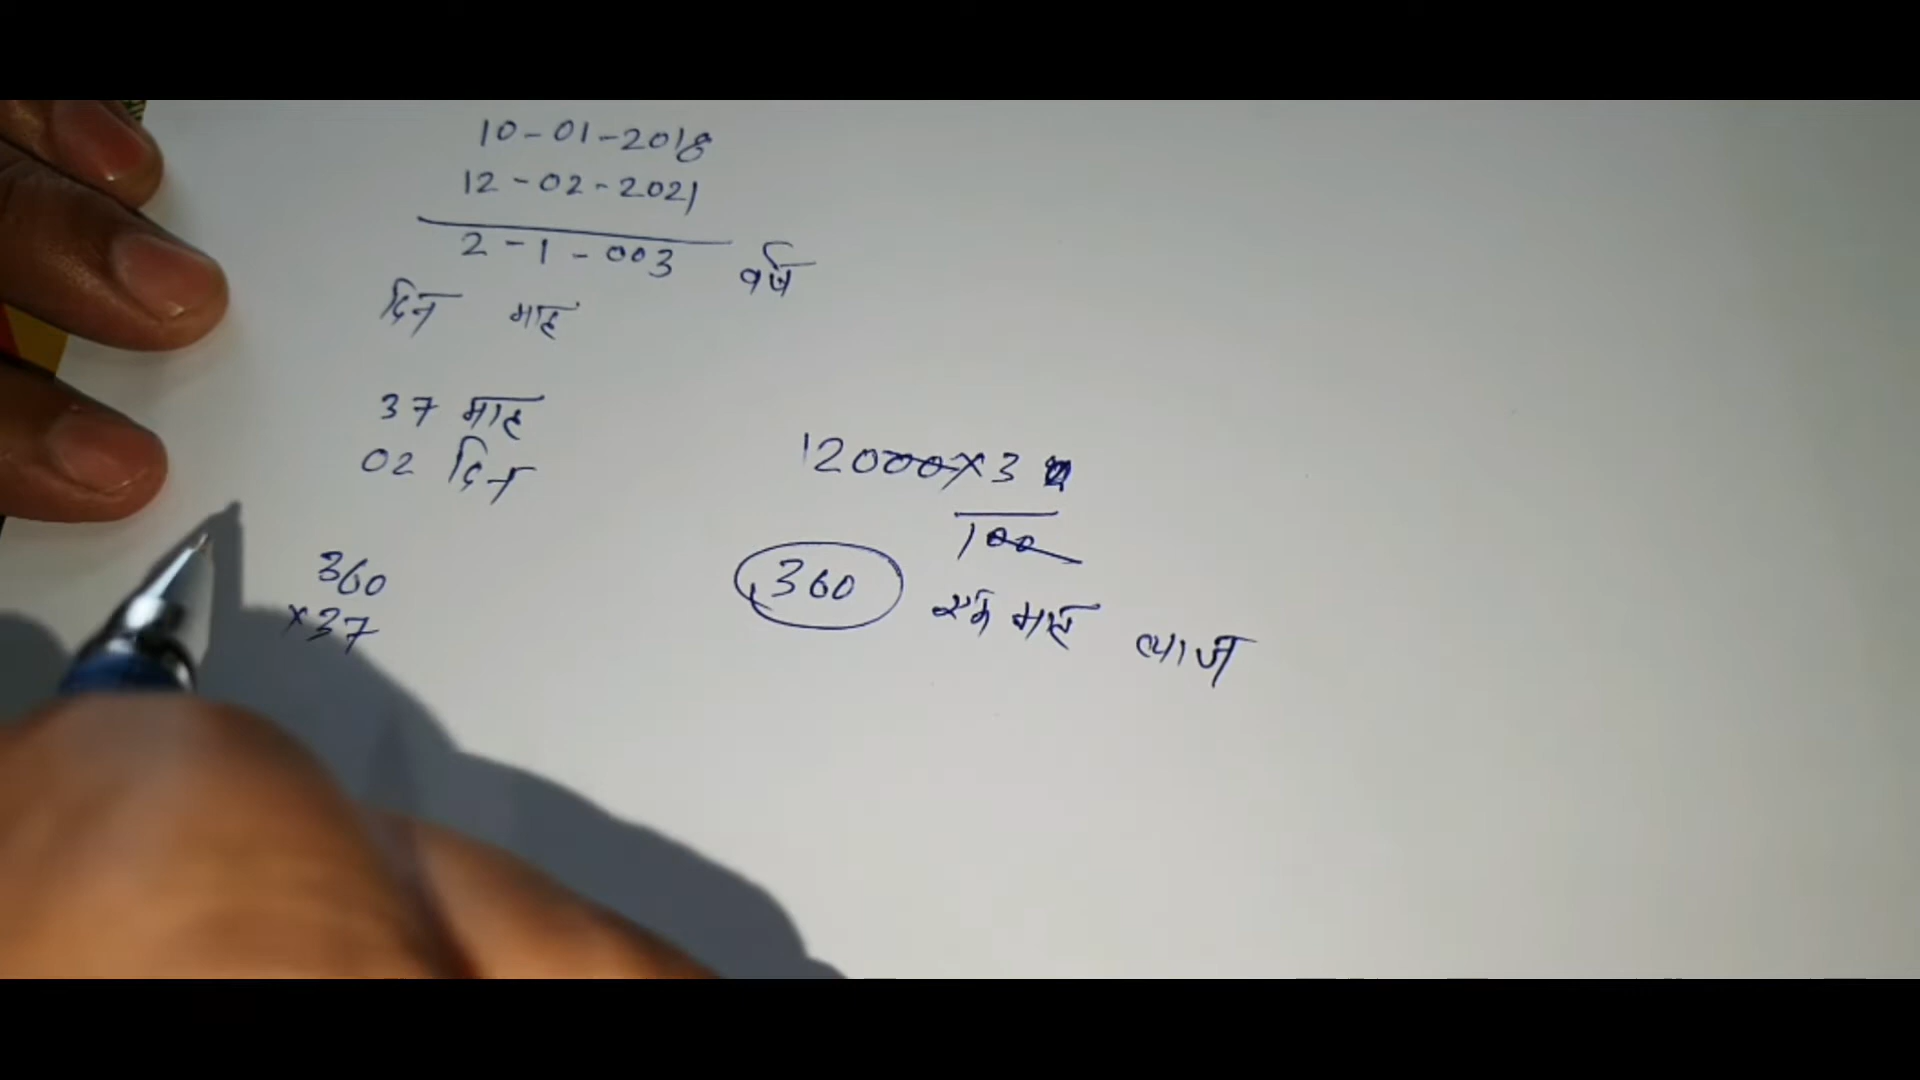 10-01-2018
12-02-2021
2-1-003 वर्ष
दिन माह
37 माह
02 दिन
12000×3
100
360 एक माह ब्याज
360
×37